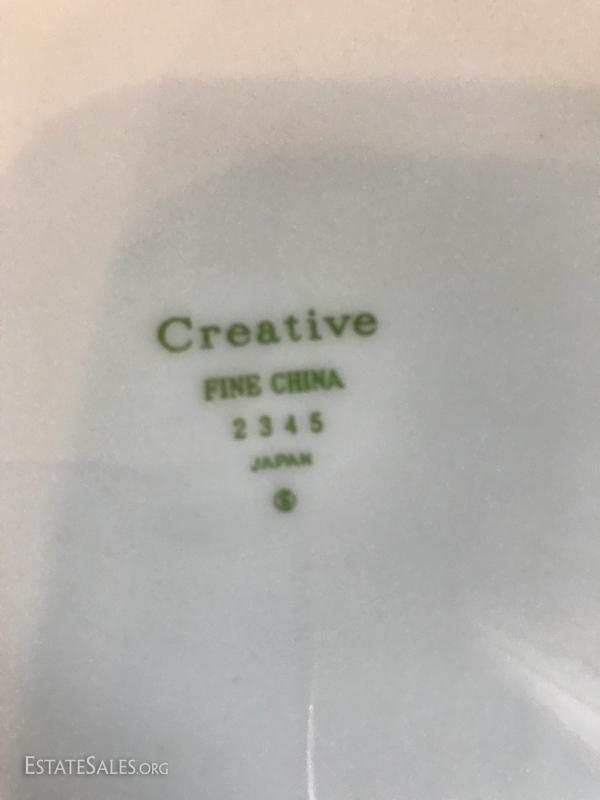 Creative
FINE CHINA
2 3 4 5
JAPAN
S
ESTATESALES.ORG